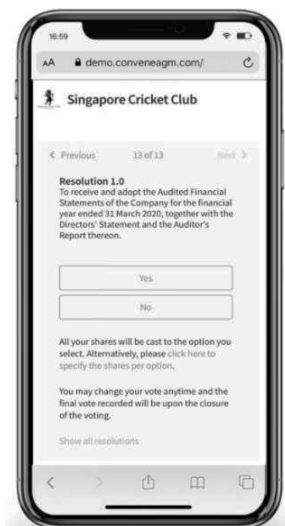 16:59
AA demo.conveneagm.com/
Singapore Cricket Club
< Previous 13 of 13 Next >
Resolution 1.0
To receive and adopt the Audited Financial
Statements of the Company for the financial
year ended 31 March 2020, together with the
Directors' Statement and the Auditor's
Report thereon.
Yes
No
All your shares will be cast to the option you
select. Alternatively, please click here to
specify the shares per option.
You may change your vote anytime and the
final vote recorded will be upon the closure
of the voting.
Show all resolutions